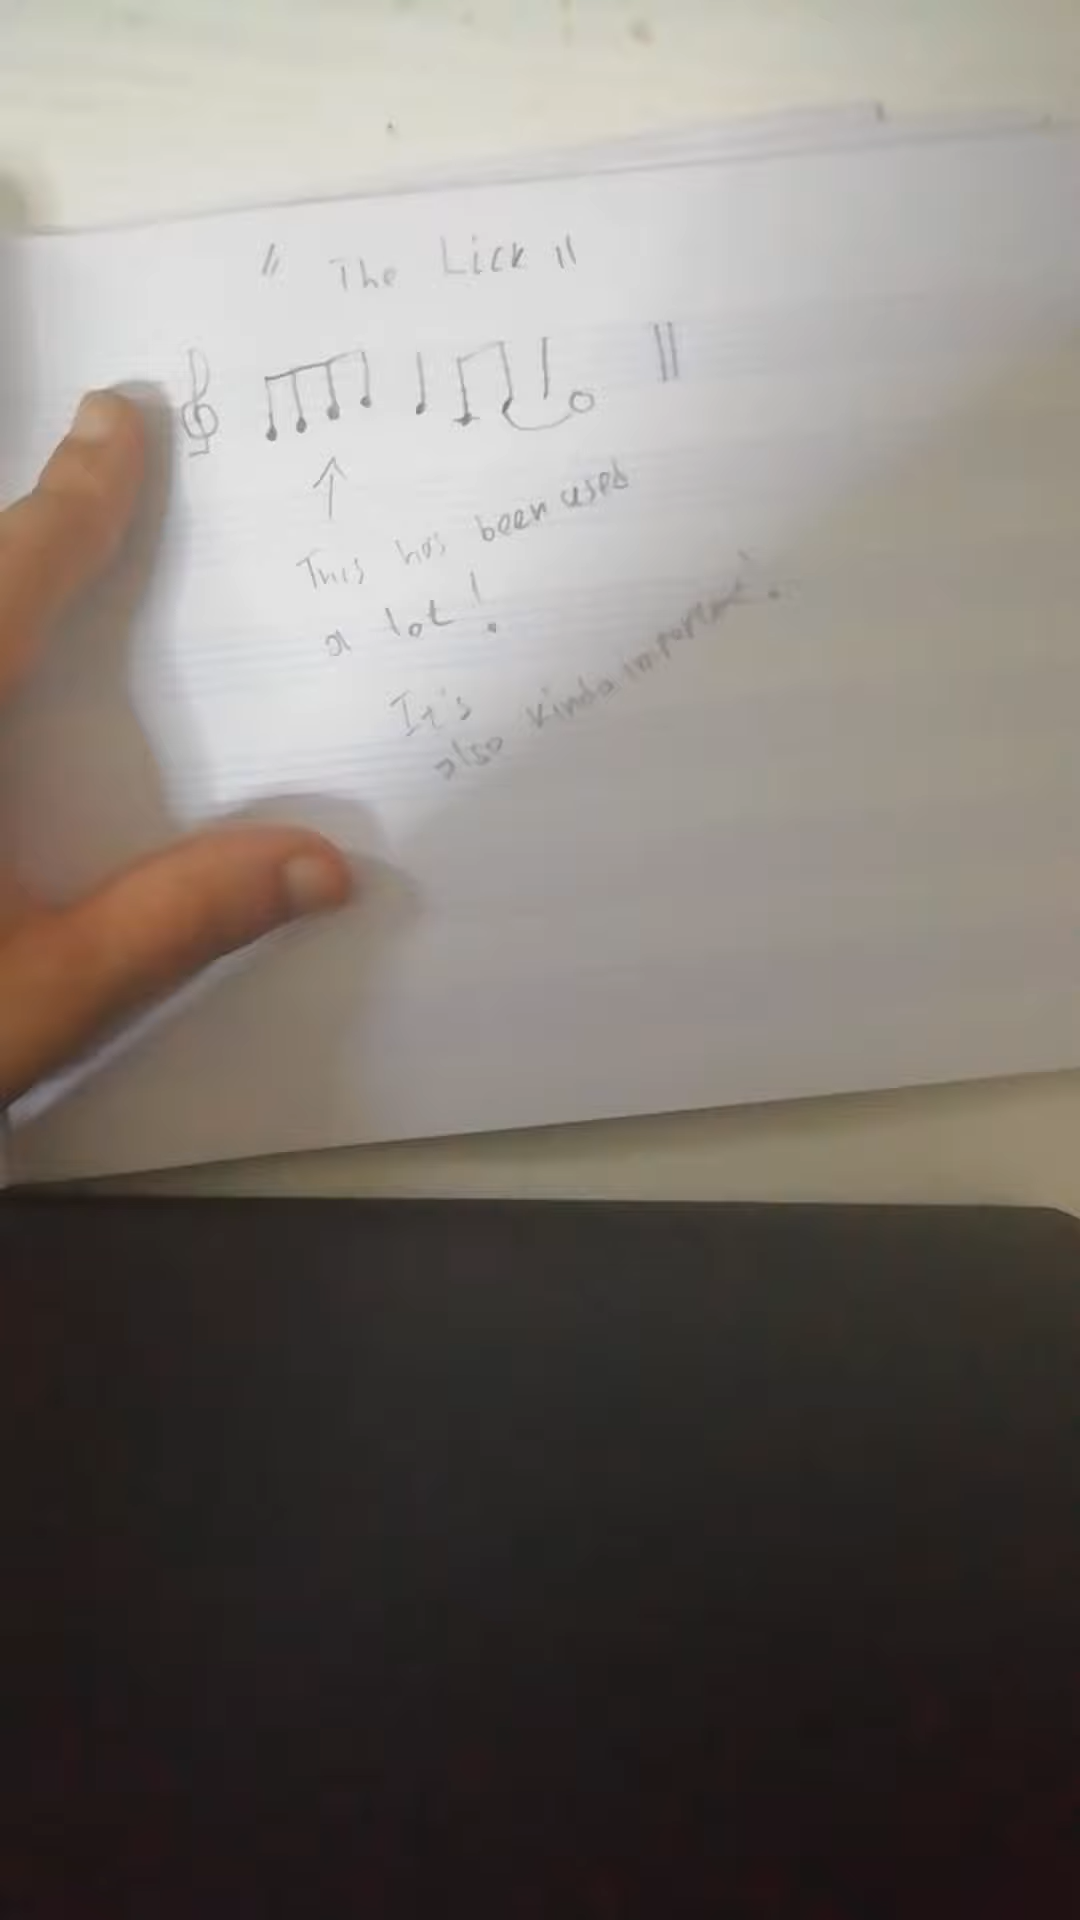 " The Lick "
This has been used
a lot!
It's
also kinda important.